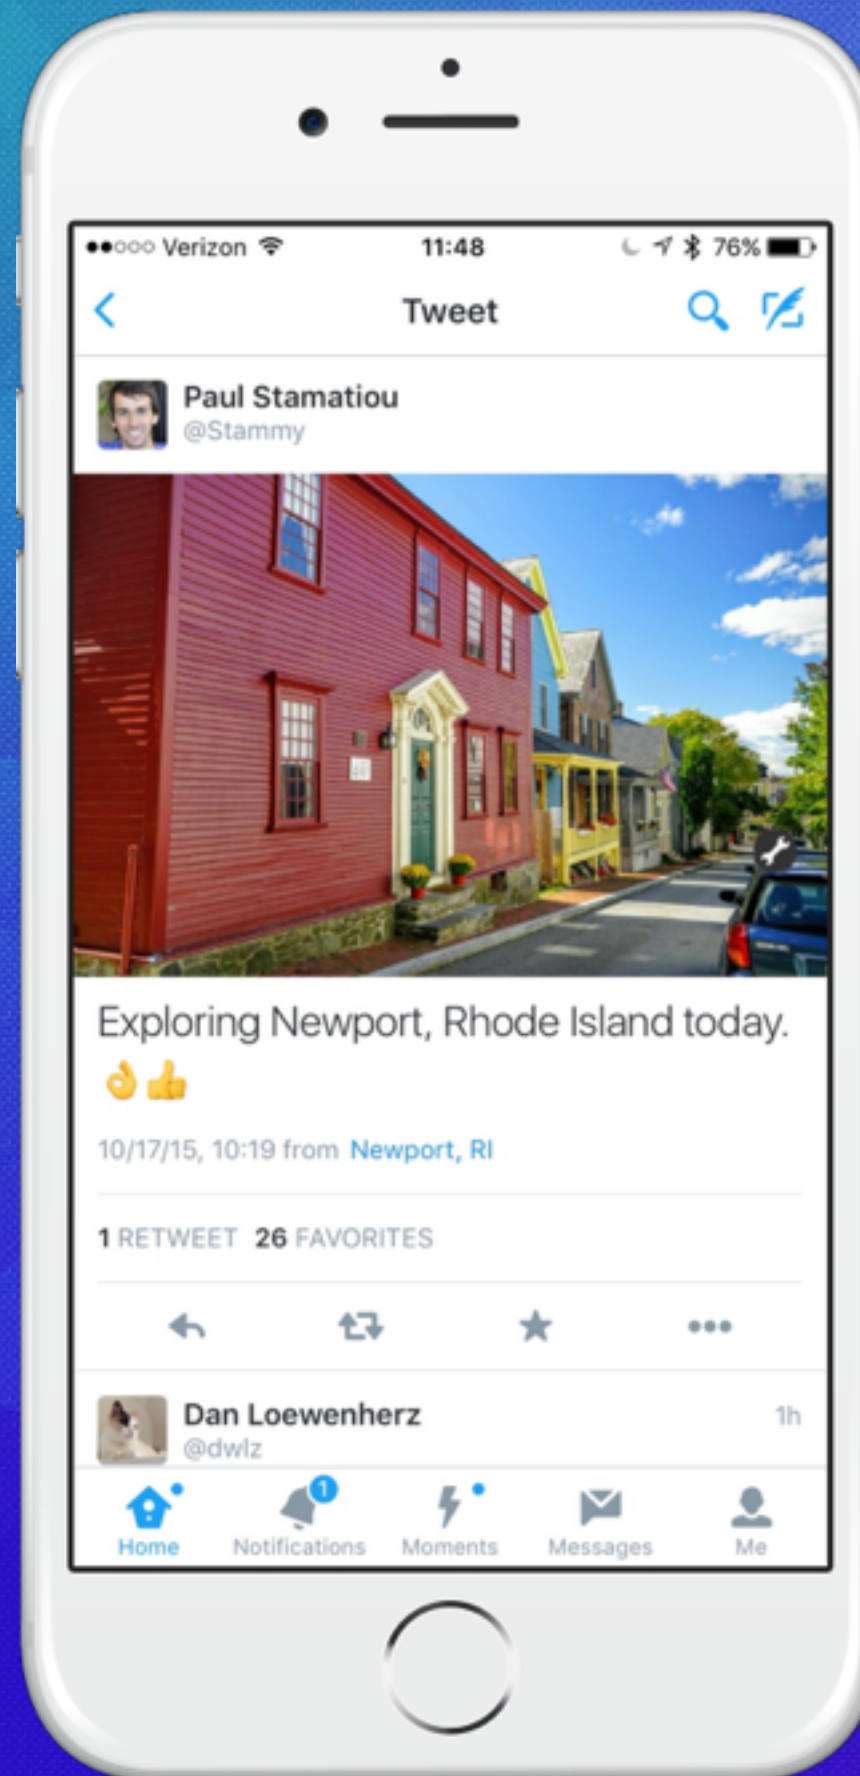 Verizon 11:48 76%
Tweet
Paul Stamatiou
@Stammy
Exploring Newport, Rhode Island today.
👌👍
10/17/15, 10:19 from Newport, RI
1 RETWEET 26 FAVORITES
Dan Loewenherz 1h
@dwlz
1
Home Notifications Moments Messages Me